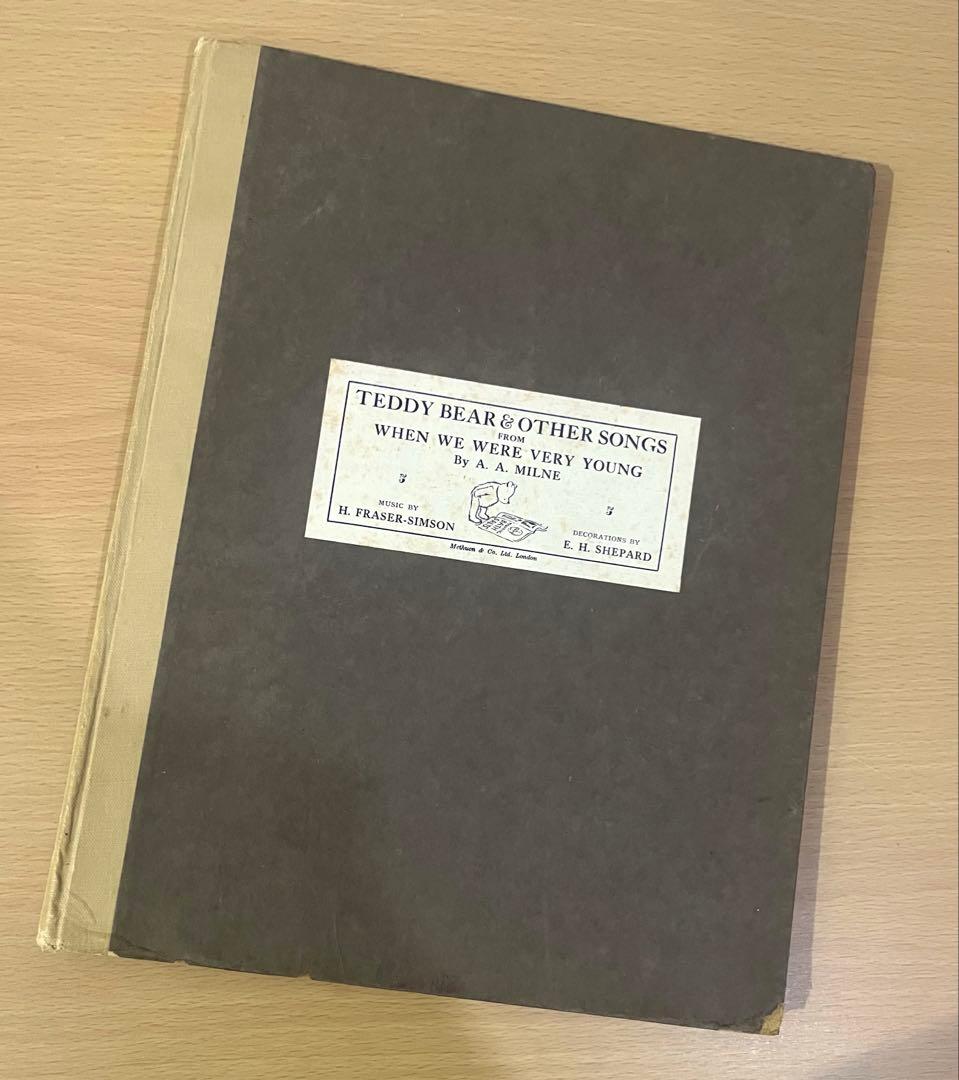 TEDDY BEAR & OTHER SONGS
FROM
WHEN WE WERE VERY YOUNG
By A. A. MILNE
MUSIC BY
H. FRASER-SIMSON
DECORATIONS BY
E. H. SHEPARD
Methuen & Co. Ltd. London